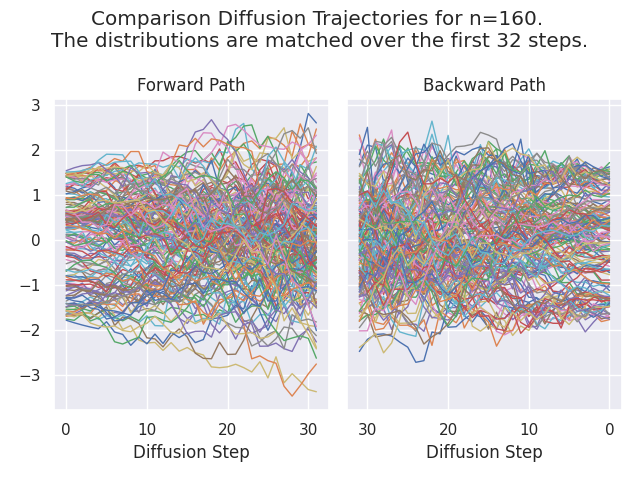 Comparison Diffusion Trajectories for n=160.
The distributions are matched over the first 32 steps.
Forward Path
Backward Path
3
2
1
0
−1
−2
−3
0 10 20 30
30 20 10 0
Diffusion Step
Diffusion Step